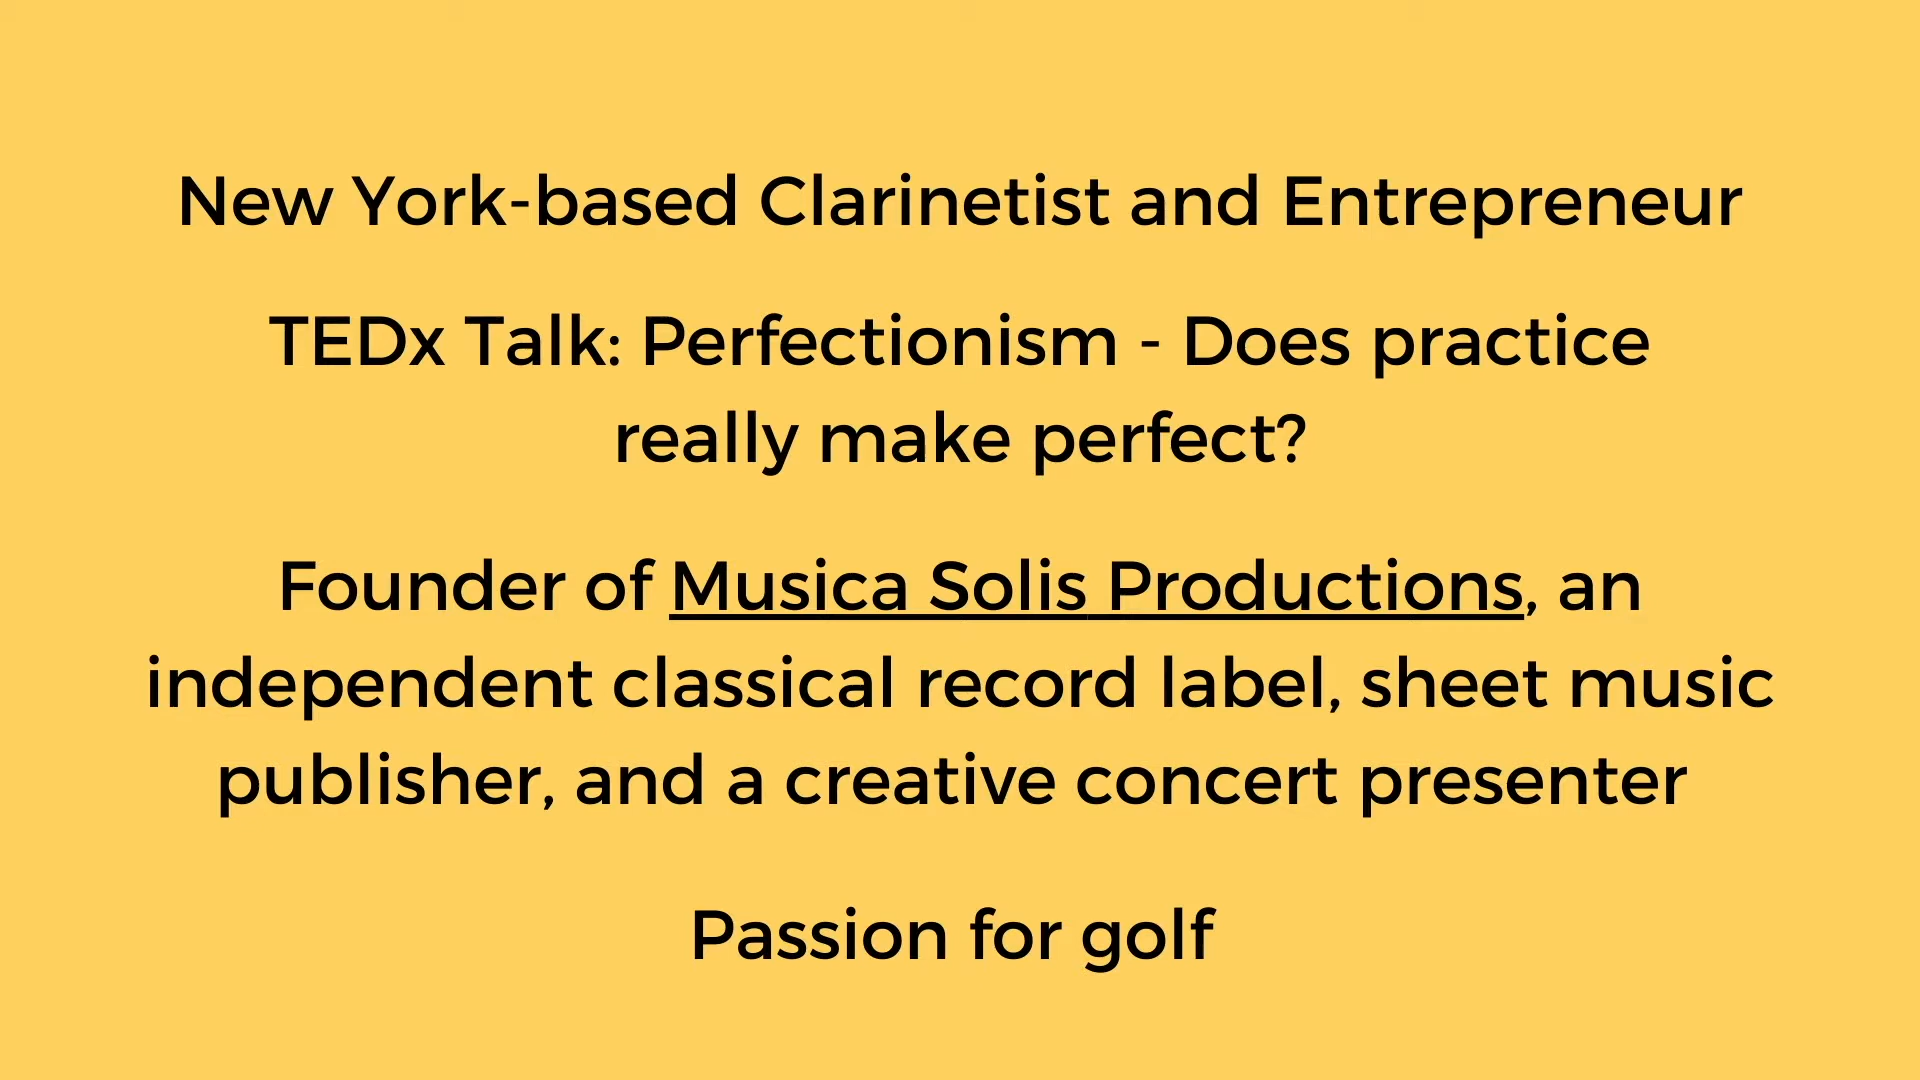 New York-based Clarinetist and Entrepreneur
TEDx Talk: Perfectionism - Does practice
really make perfect?
Founder of Musica Solis Productions, an
independent classical record label, sheet music
publisher, and a creative concert presenter
Passion for golf